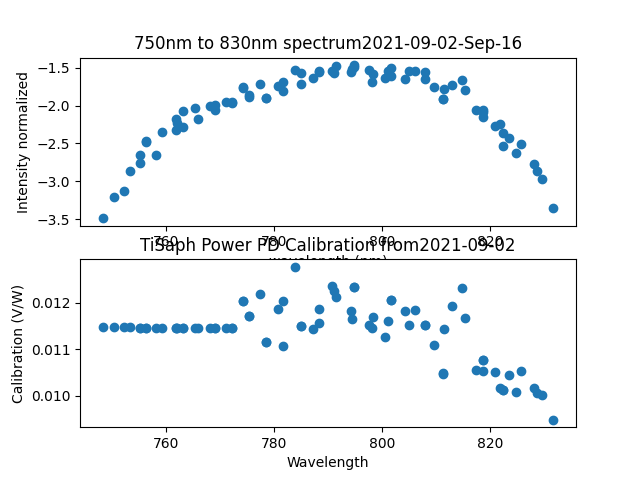 750nm to 830nm spectrum2021-09-02-Sep-16
Intensity normalized
−1.5
−2.0
−2.5
−3.0
−3.5
760 780 800 820
wavelength (nm)
TiSaph Power PD Calibration from2021-09-02
Calibration (V/W)
0.012
0.011
0.010
760 780 800 820
Wavelength